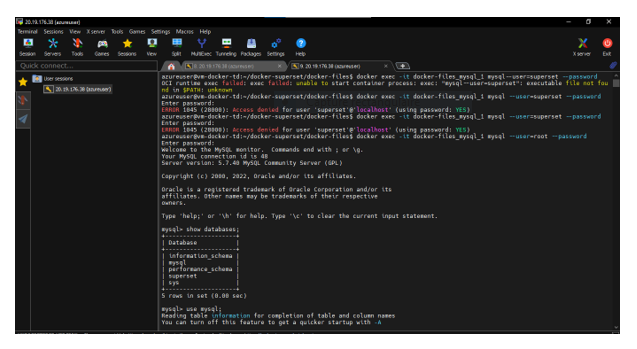 20.19.176.38 (azureuser)
Terminal Sessions View X server Tools Games Settings Macros Help
Session Servers Tools Games Sessions View Split MultiExec Tunneling Packages Settings Help X server Exit
Quick connect...
8. 20.19.176.38 (azureuser) 9. 20.19.176.38 (azureuser)
User sessions
20.19.176.38 (azureuser)
azureuser@vm-docker-td:~/docker-superset/docker-files$ docker exec -it docker-files_mysql_1 mysql--user=superset --password
OCI runtime exec failed: exec failed: unable to start container process: exec: "mysql--user=superset": executable file not fou
nd in $PATH: unknown
azureuser@vm-docker-td:~/docker-superset/docker-files$ docker exec -it docker-files_mysql_1 mysql --user=superset --password
Enter password:
ERROR 1045 (28000): Access denied for user 'superset'@'localhost' (using password: YES)
azureuser@vm-docker-td:~/docker-superset/docker-files$ docker exec -it docker-files_mysql_1 mysql --user=superset --password
Enter password:
ERROR 1045 (28000): Access denied for user 'superset'@'localhost' (using password: YES)
azureuser@vm-docker-td:~/docker-superset/docker-files$ docker exec -it docker-files_mysql_1 mysql --user=root --password
Enter password:
Welcome to the MySQL monitor.  Commands end with ; or \g.
Your MySQL connection id is 48
Server version: 5.7.40 MySQL Community Server (GPL)
Copyright (c) 2000, 2022, Oracle and/or its affiliates.
Oracle is a registered trademark of Oracle Corporation and/or its
affiliates. Other names may be trademarks of their respective
owners.
Type 'help;' or '\h' for help. Type '\c' to clear the current input statement.
mysql> show databases;
+--------------------+
| Database           |
+--------------------+
| information_schema |
| mysql              |
| performance_schema |
| superset           |
| sys                |
+--------------------+
5 rows in set (0.00 sec)
mysql> use mysql;
Reading table information for completion of table and column names
You can turn off this feature to get a quicker startup with -A